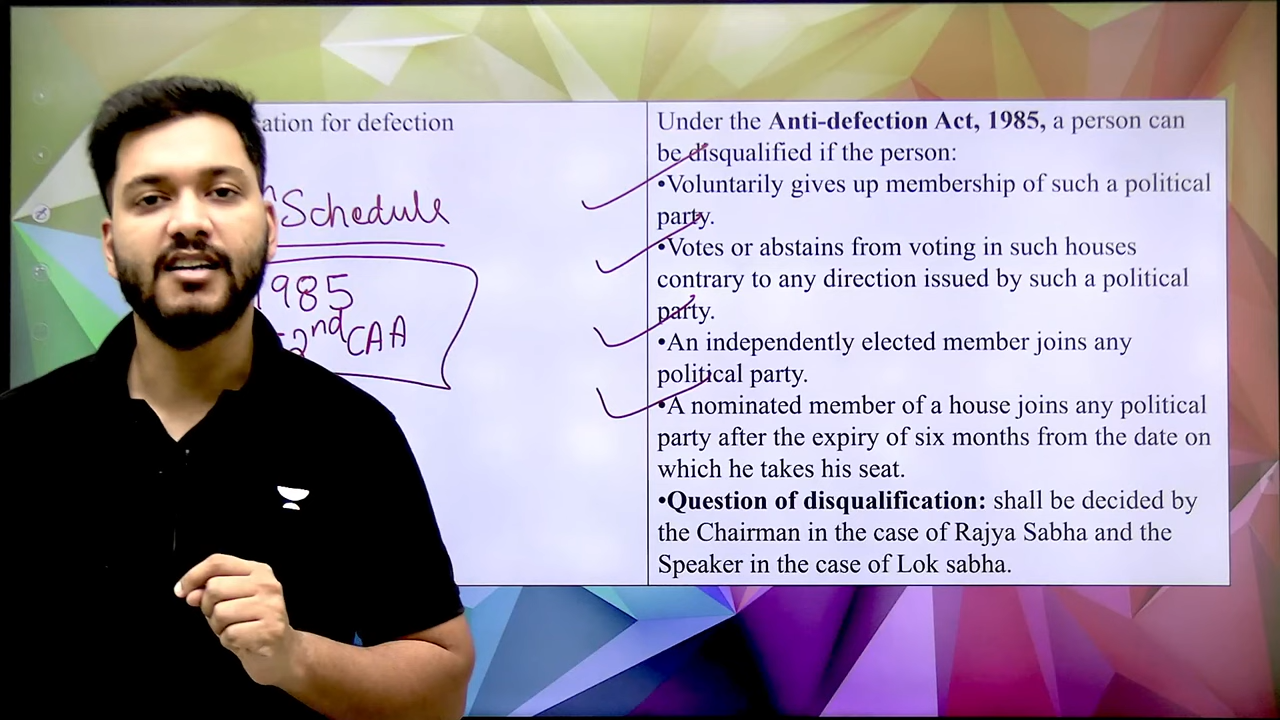 ation for defection
Schedule
1985
2nd CAA
Under the Anti-defection Act, 1985, a person can
be disqualified if the person:
•Voluntarily gives up membership of such a political
party.
•Votes or abstains from voting in such houses
contrary to any direction issued by such a political
party.
•An independently elected member joins any
political party.
•A nominated member of a house joins any political
party after the expiry of six months from the date on
which he takes his seat.
•Question of disqualification: shall be decided by
the Chairman in the case of Rajya Sabha and the
Speaker in the case of Lok sabha.